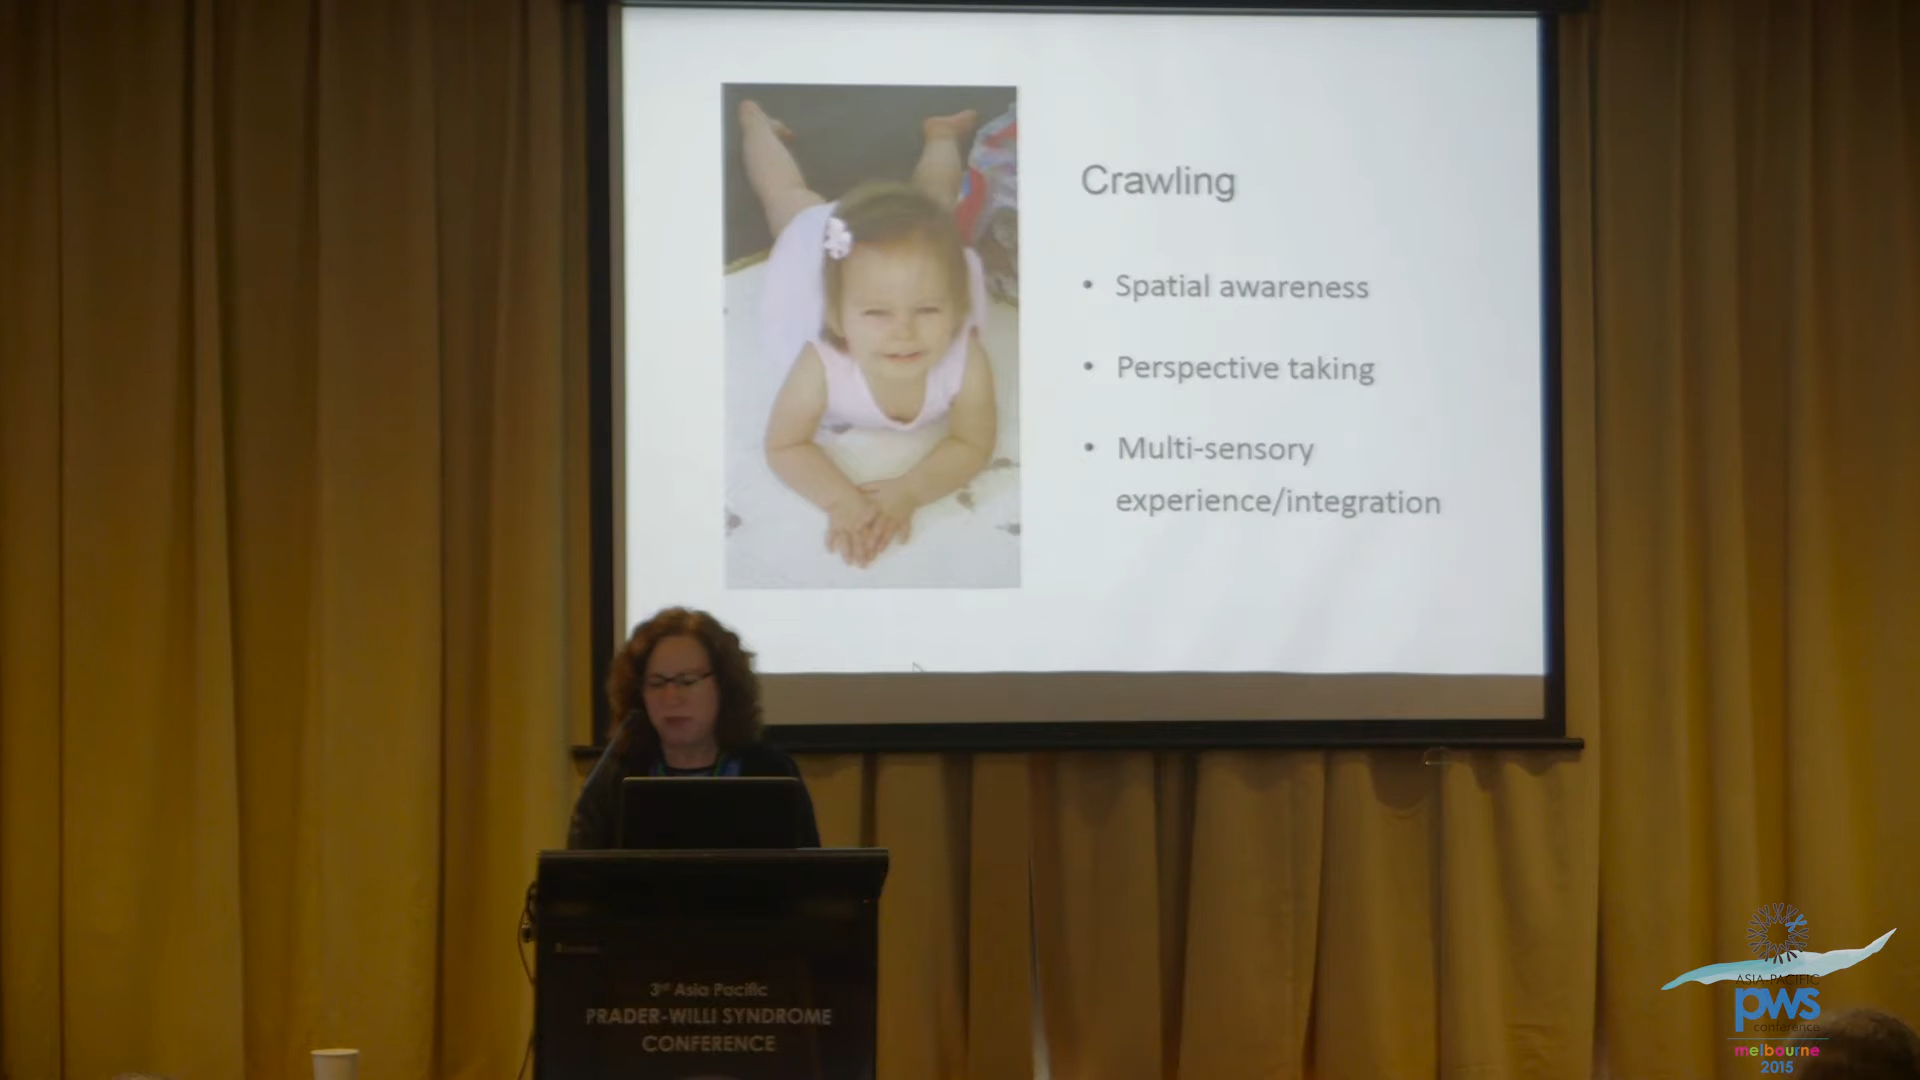 Crawling
• Spatial awareness
• Perspective taking
• Multi-sensory
experience/integration
3rd Asia Pacific
PRADER-WILLI SYNDROME
CONFERENCE
ASIA-PACIFIC
pws
conference
melbourne
2015